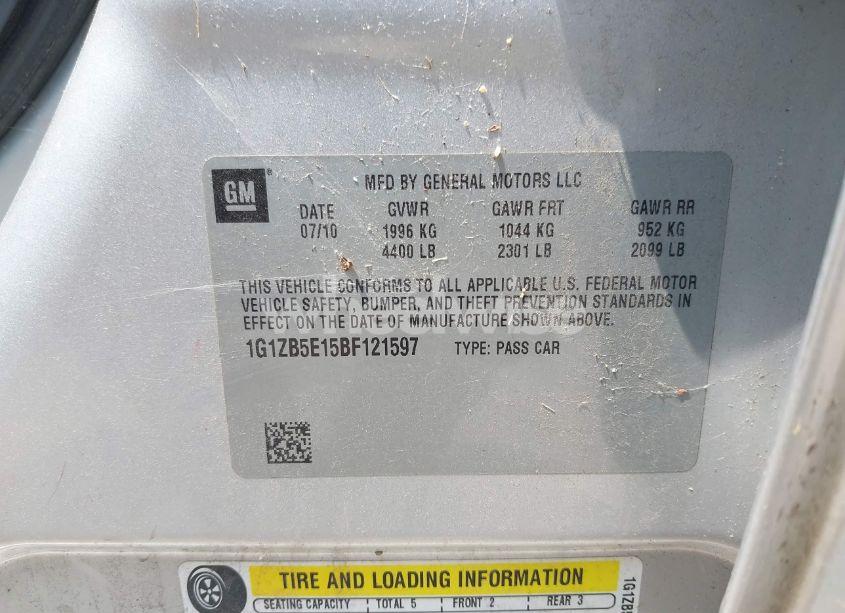 GM
MFD BY GENERAL MOTORS LLC
DATE GVWR GAWR FRT GAWR RR
07/10 1996 KG 1044 KG 952 KG
4400 LB 2301 LB 2099 LB
THIS VEHICLE CONFORMS TO ALL APPLICABLE U.S. FEDERAL MOTOR
VEHICLE SAFETY, BUMPER, AND THEFT PREVENTION STANDARDS IN
EFFECT ON THE DATE OF MANUFACTURE SHOWN ABOVE.
1G1ZB5E15BF121597 TYPE: PASS CAR
TIRE AND LOADING INFORMATION
SEATING CAPACITY TOTAL 5 FRONT 2 REAR 3
1G1ZB